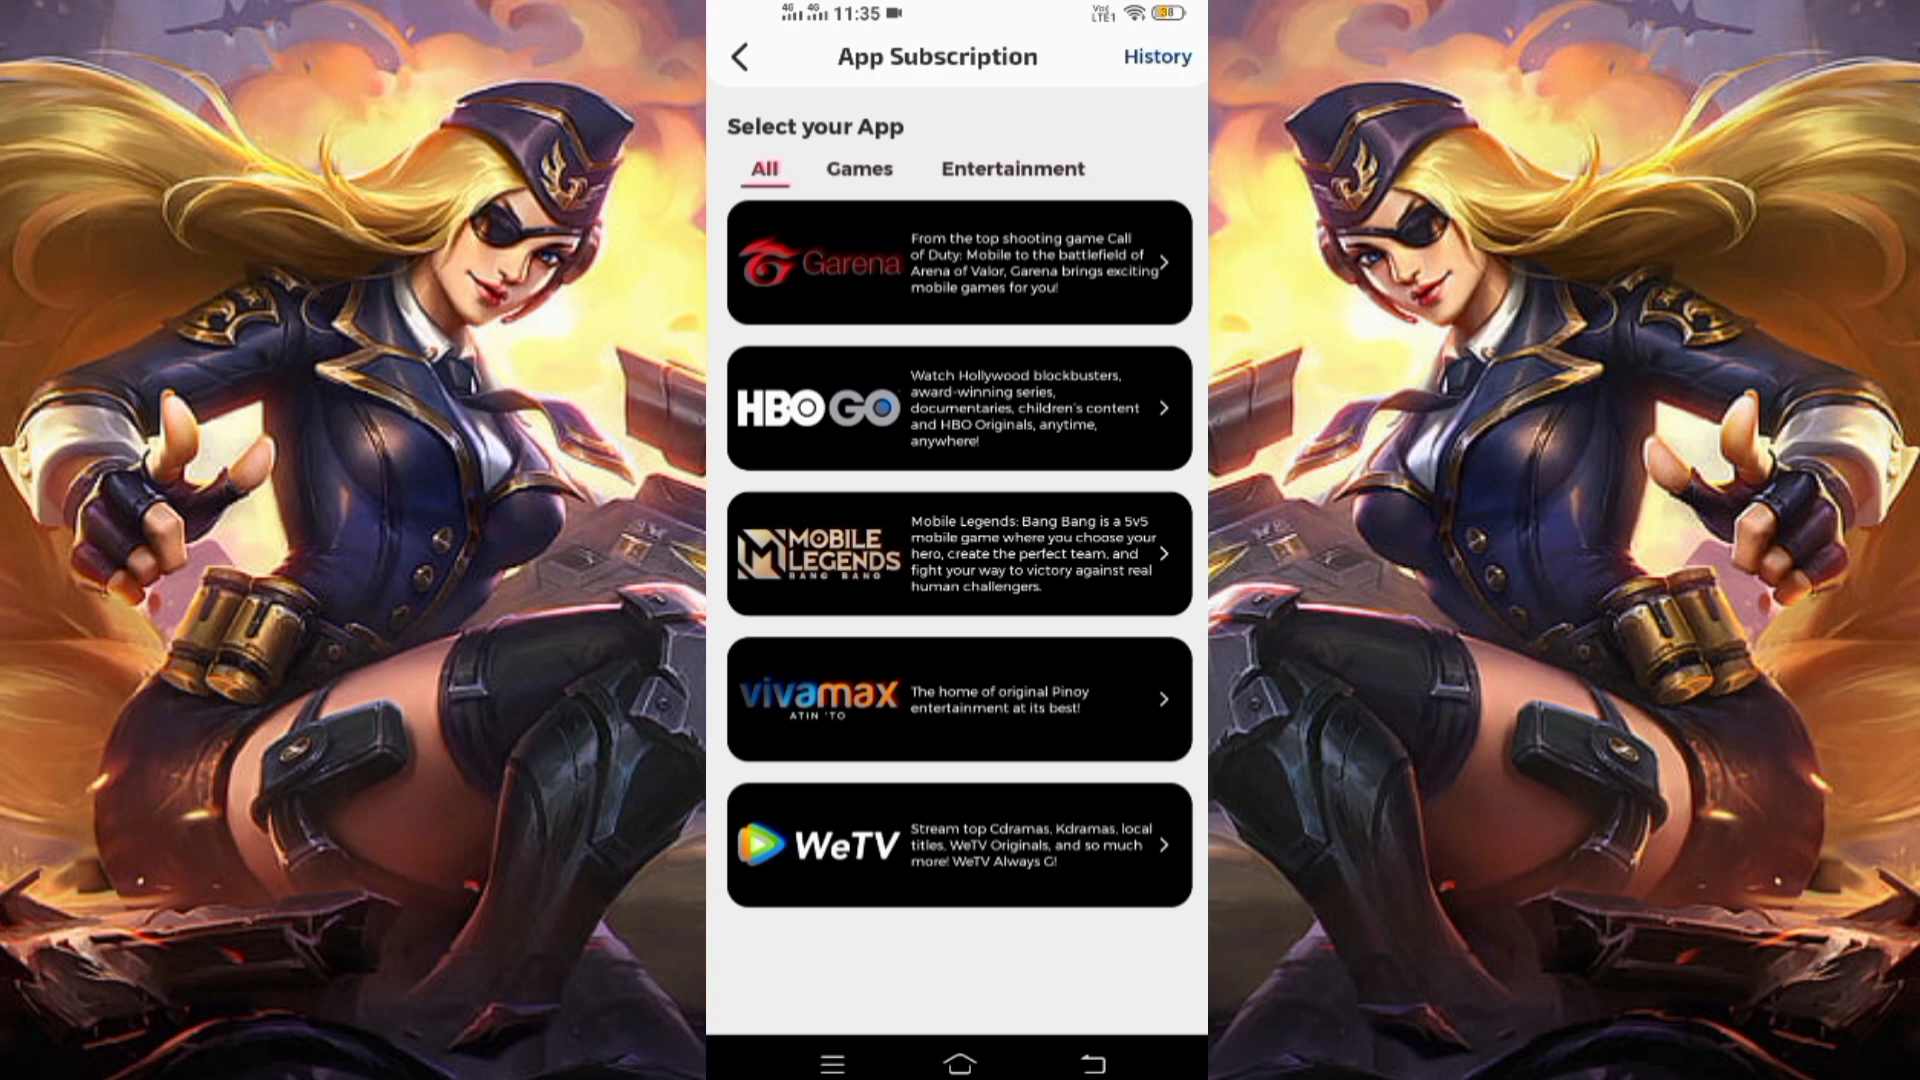 4G 4G 11:35 Vo) LTE1 38
App Subscription History
Select your App
All Games Entertainment
Garena
From the top shooting game Call
of Duty: Mobile to the battlefield of
Arena of Valor, Garena brings exciting
mobile games for you!
HBO GO
Watch Hollywood blockbusters,
award-winning series,
documentaries, children's content
and HBO Originals, anytime,
anywhere!
MOBILE
LEGENDS
BANG BANG
Mobile Legends: Bang Bang is a 5v5
mobile game where you choose your
hero, create the perfect team, and
fight your way to victory against real
human challengers.
vivamax
ATIN 'TO
The home of original Pinoy
entertainment at its best!
WeTV
Stream top Cdramas, Kdramas, local
titles, WeTV Originals, and so much
more! WeTV Always G!